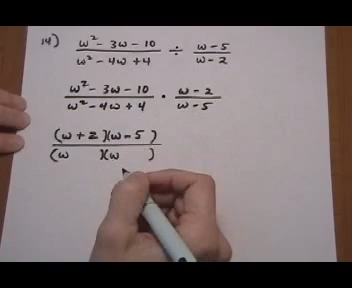 14) (w² - 3w - 10)/(w² - 4w + 4) ÷ (w - 5)/(w - 2)
(w² - 3w - 10)/(w² - 4w + 4) · (w - 2)/(w - 5)
(w + 2)(w - 5)
(w )(w )